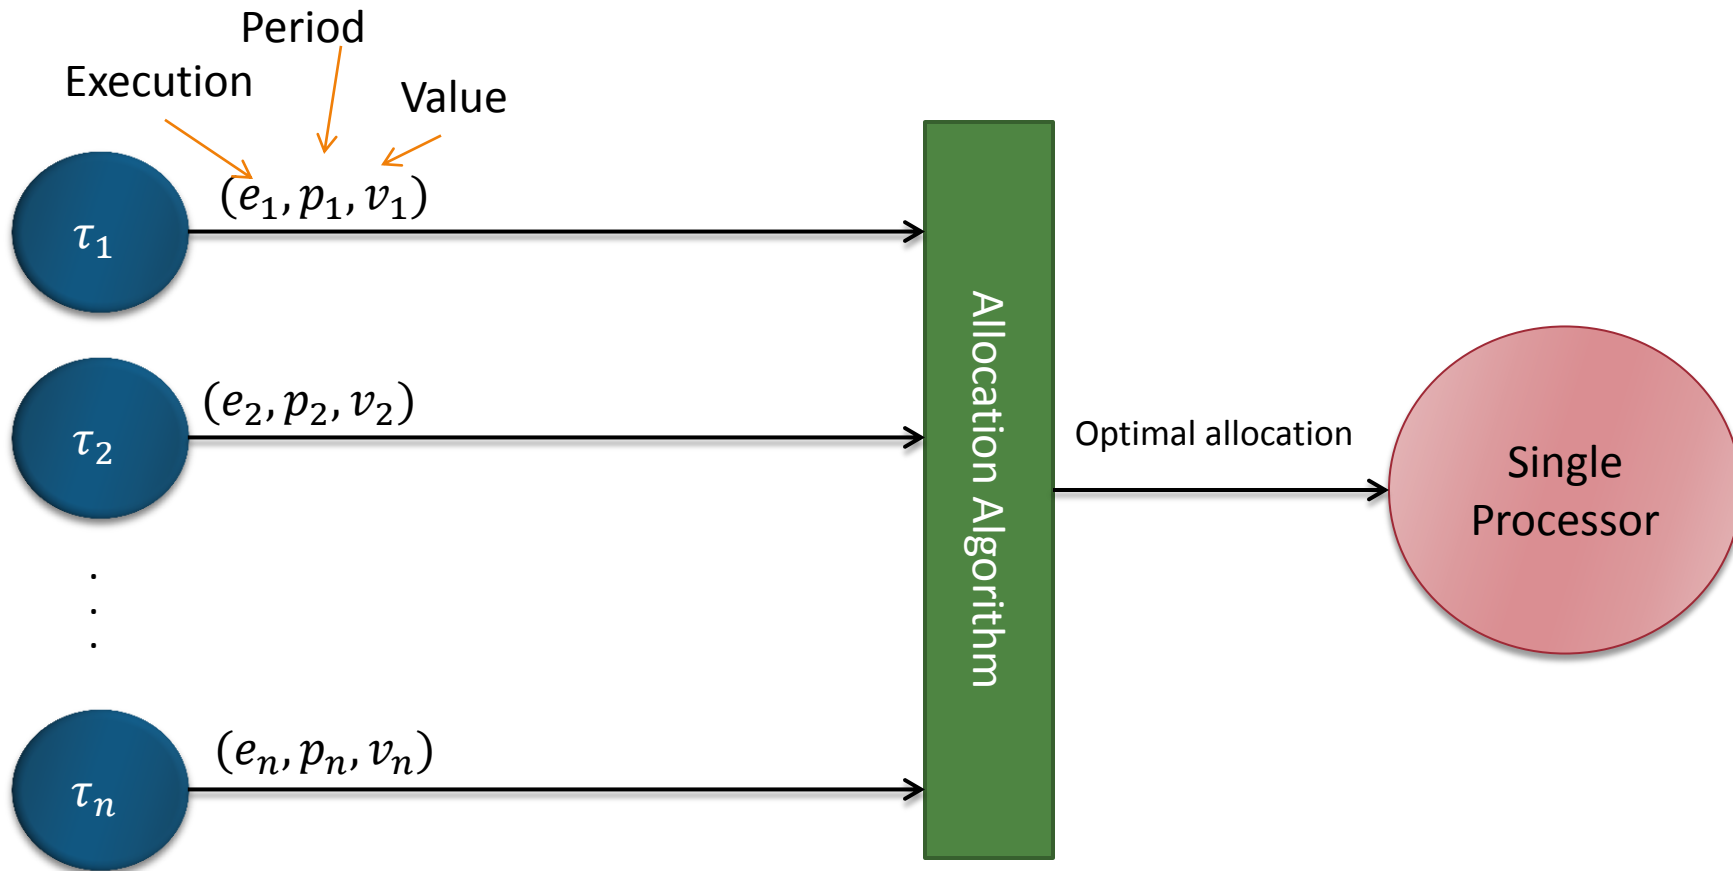 Period
Execution
Value
(e₁, p₁, v₁)
τ₁
(e₂, p₂, v₂)
τ₂
.
.
.
(eₙ, pₙ, vₙ)
τₙ
Allocation Algorithm
Optimal allocation
Single
Processor